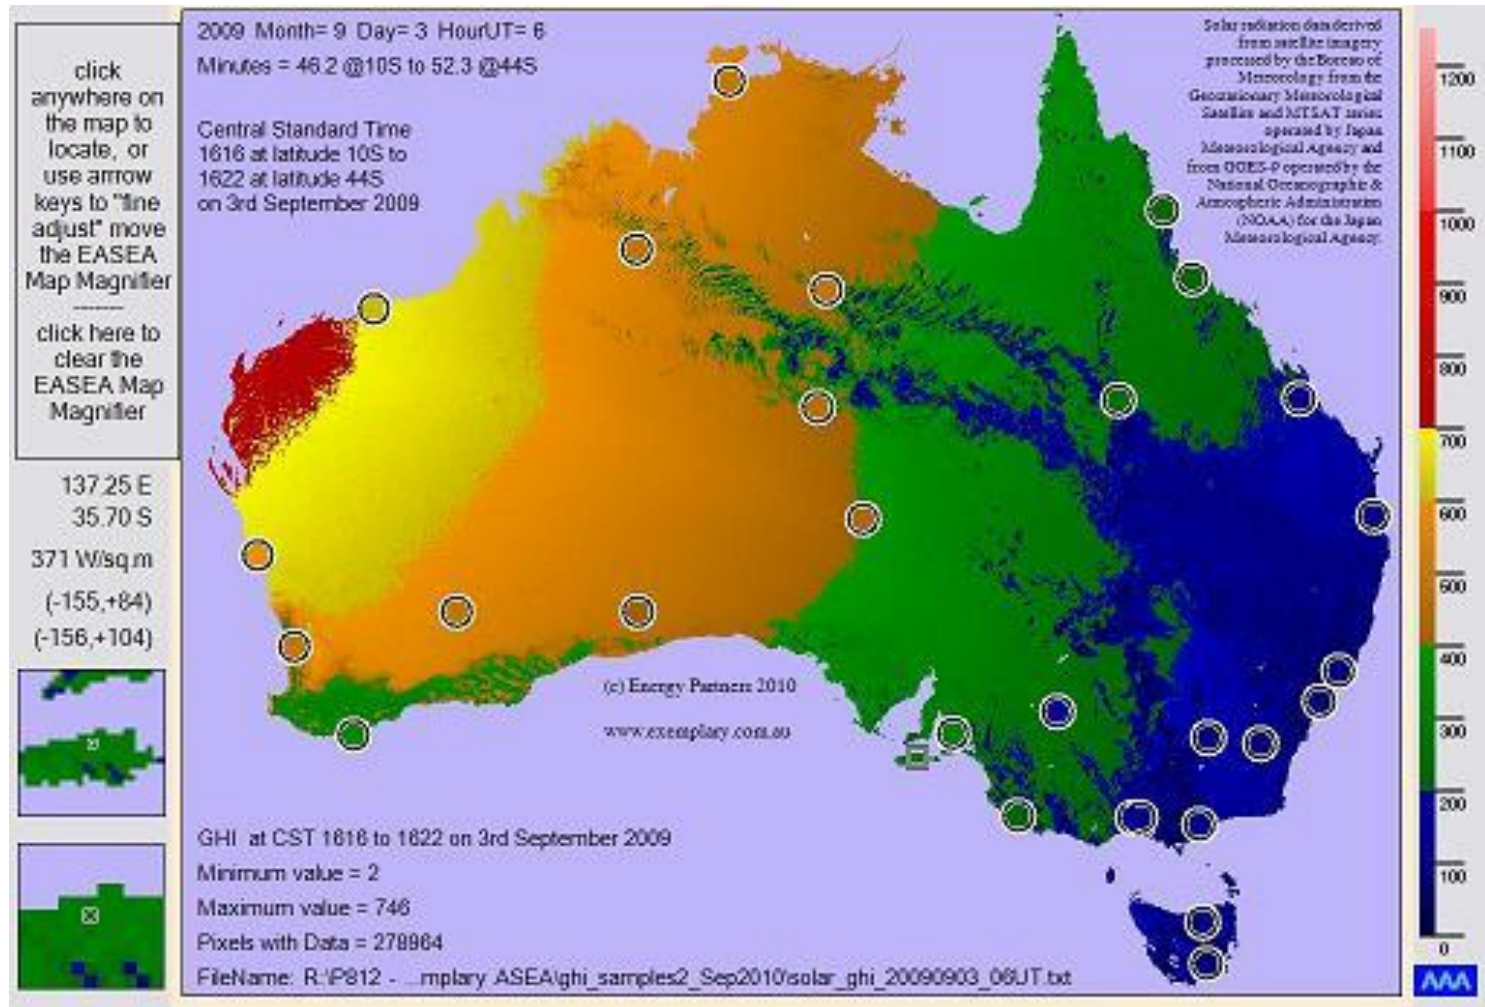 click
anywhere on
the map to
locate, or
use arrrow
keys to "fine
adjust" move
the EASEA
Map Magnifier
--------
click here to
clear the
EASEA Map
Magnifier
137.25 E
35.70 S
371 W/sq.m
(-155,+84)
(-156,+104)
2009 Month= 9 Day= 3 HourUT= 6
Minutes = 46.2 @10S to 52.3 @44S
Central Standard Time
1616 at latitude 10S to
1622 at latitude 44S
on 3rd September 2009
Solar radiation data derived
from satellite imagery
processed by the Bureau of
Meteorology from the
Geostationary Meteorological
Satellite and MTSAT series
operated by Japan
Meteorological Agency and
from GOES-9 operated by the
National Oceanographic &
Atmospheric Administration
(NOAA) for the Japan
Meteorological Agency.
(c) Energy Partners 2010
www.exemplary.com.au
GHI at CST 1616 to 1622 on 3rd September 2009
Minimum value = 2
Maximum value = 746
Pixels with Data = 278964
FileName: R:\P812 - ...mplary ASEA\ghi_samples2_Sep2010\solar_ghi_20090903_06UT.txt
1200
1100
1000
900
800
700
600
500
400
300
200
100
0
AAA